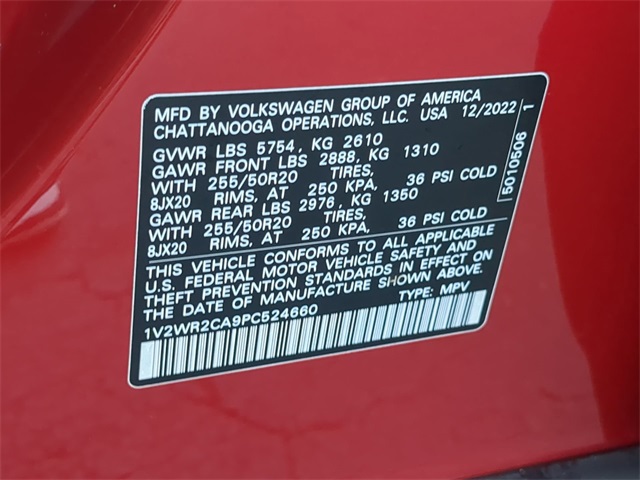 MFD BY VOLKSWAGEN GROUP OF AMERICA
CHATTANOOGA OPERATIONS, LLC. USA 12/2022
GVWR LBS 5754, KG 2610
GAWR FRONT LBS 2888, KG 1310
WITH 255/50R20 TIRES,
8JX20 RIMS, AT 250 KPA, 36 PSI COLD
GAWR REAR LBS 2976, KG 1350
WITH 255/50R20 TIRES,
8JX20 RIMS, AT 250 KPA, 36 PSI COLD
THIS VEHICLE CONFORMS TO ALL APPLICABLE
U.S. FEDERAL MOTOR VEHICLE SAFETY AND
THEFT PREVENTION STANDARDS IN EFFECT ON
THE DATE OF MANUFACTURE SHOWN ABOVE.
1V2WR2CA9PC524660 TYPE: MPV
5010506 1